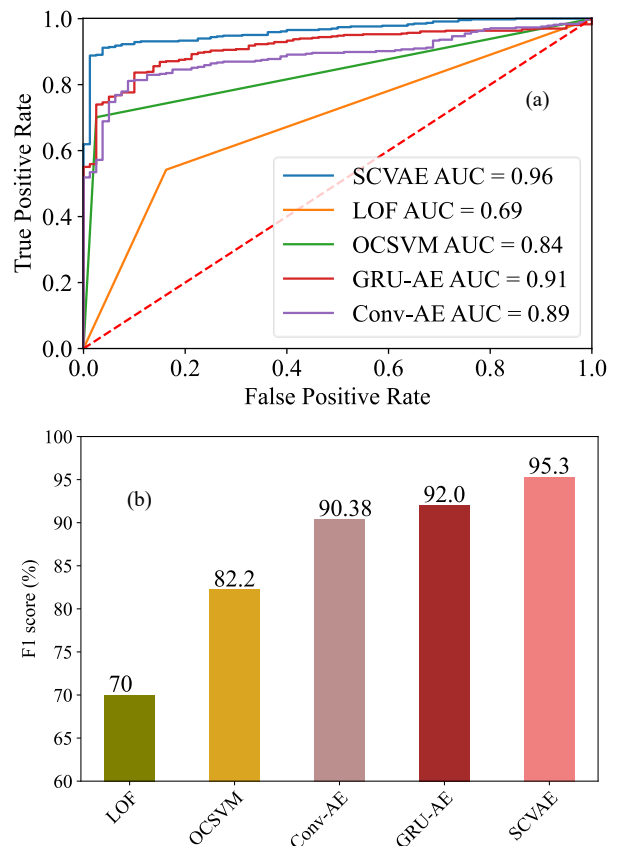 1.0
0.8
0.6
0.4
0.2
0.0
True Positive Rate
(a)
SCVAE AUC = 0.96
LOF AUC = 0.69
OCSVM AUC = 0.84
GRU-AE AUC = 0.91
Conv-AE AUC = 0.89
0.0 0.2 0.4 0.6 0.8 1.0
False Positive Rate
100
95
90
85
80
75
70
65
60
F1 score (%)
(b)
70
82.2
90.38
92.0
95.3
LOF
OCSVM
Conv-AE
GRU-AE
SCVAE